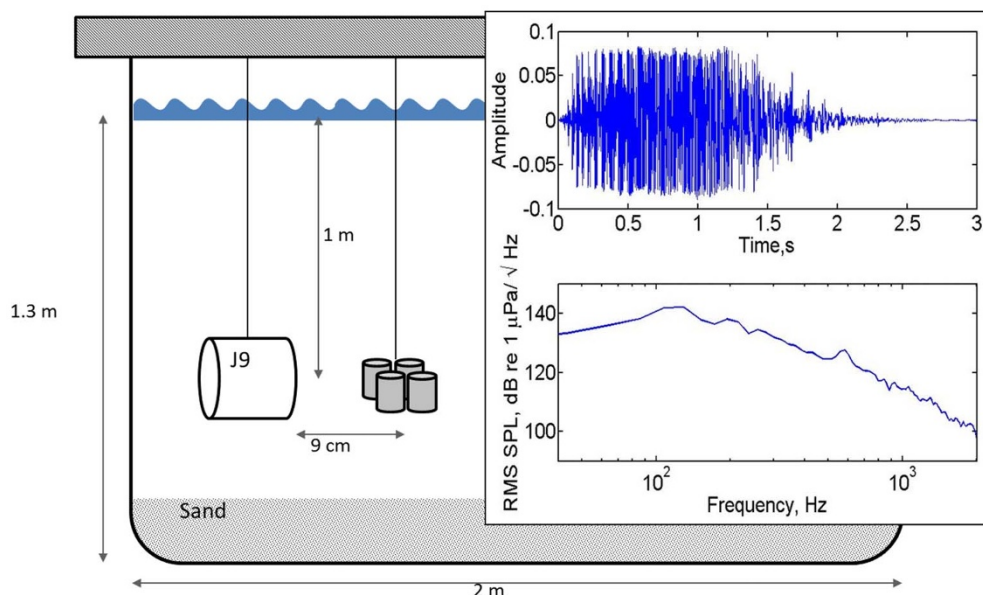 1 m
1.3 m
J9
9 cm
Sand
2 m
Amplitude
0.1
0.05
0
-0.05
-0.1
0 0.5 1 1.5 2 2.5 3
Time,s
RMS SPL, dB re 1 μPa/ √ Hz
140
120
100
10² 10³
Frequency, Hz